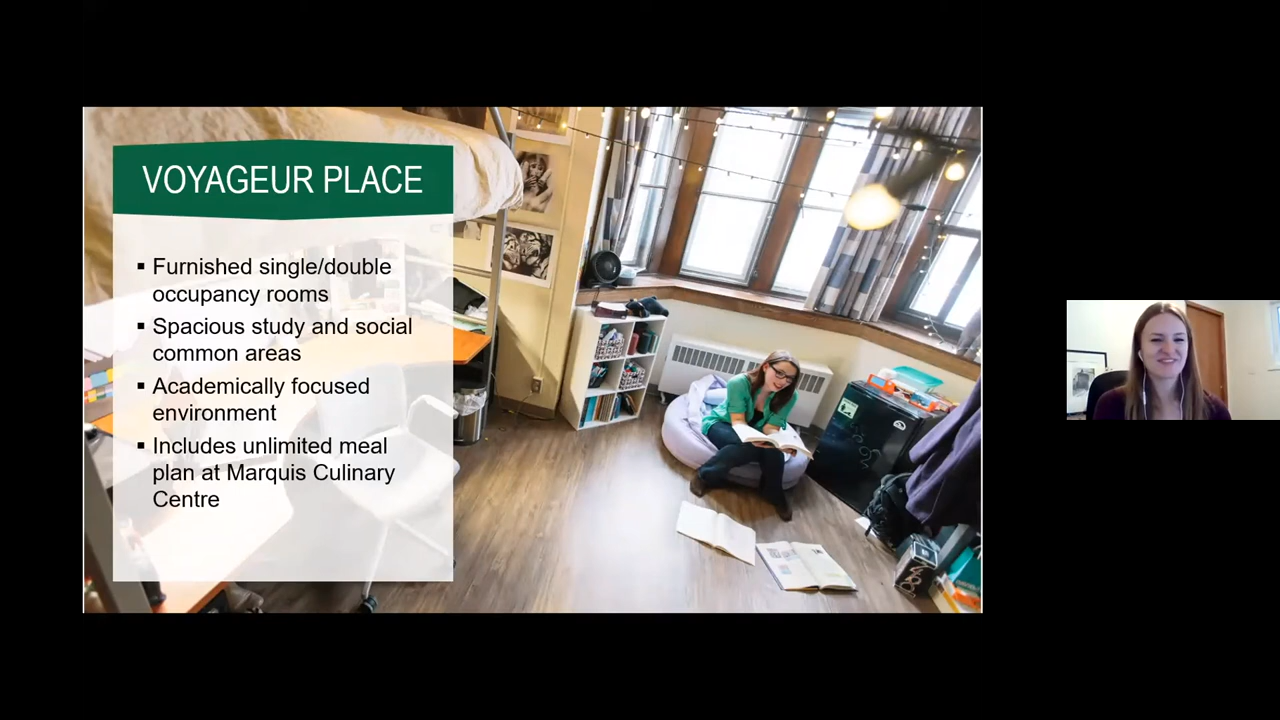 VOYAGEUR PLACE
▪ Furnished single/double
occupancy rooms
▪ Spacious study and social
common areas
▪ Academically focused
environment
▪ Includes unlimited meal
plan at Marquis Culinary
Centre